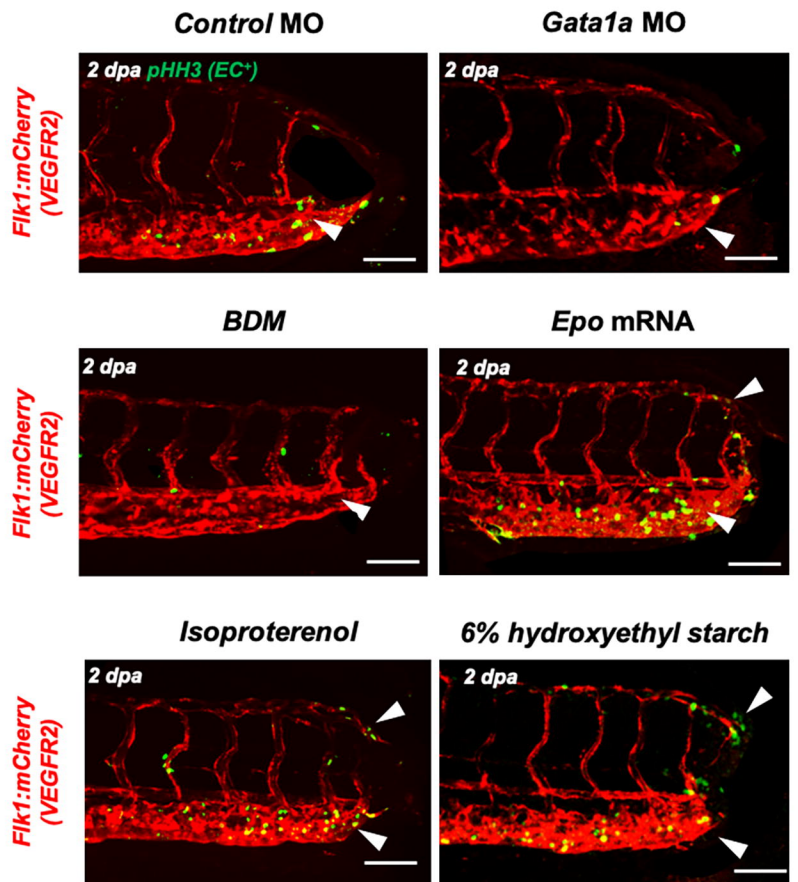 Control MO
Gata1a MO
Flk1:mCherry
(VEGFR2)
2 dpa pHH3 (EC⁺)
2 dpa
BDM
Epo mRNA
Flk1:mCherry
(VEGFR2)
2 dpa
2 dpa
Isoproterenol
6% hydroxyethyl starch
Flk1:mCherry
(VEGFR2)
2 dpa
2 dpa